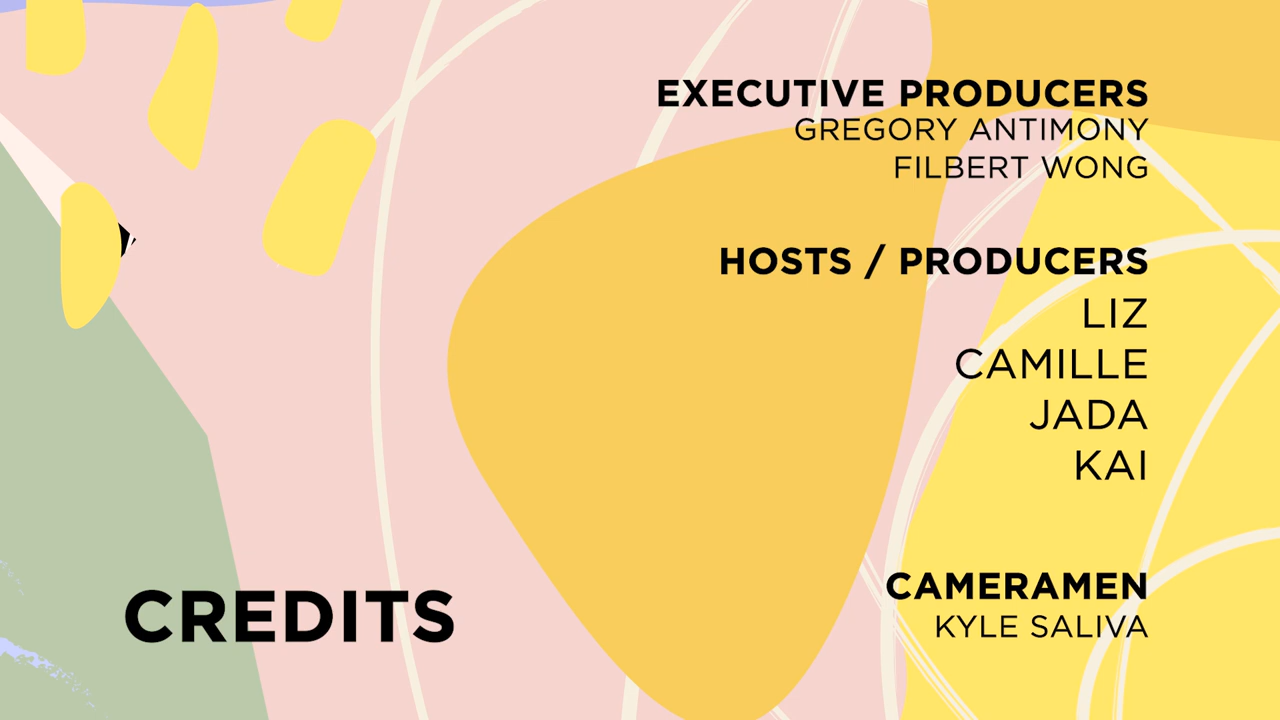 EXECUTIVE PRODUCERS
GREGORY ANTIMONY
FILBERT WONG
HOSTS / PRODUCERS
LIZ
CAMILLE
JADA
KAI
CAMERAMEN
KYLE SALIVA
CREDITS